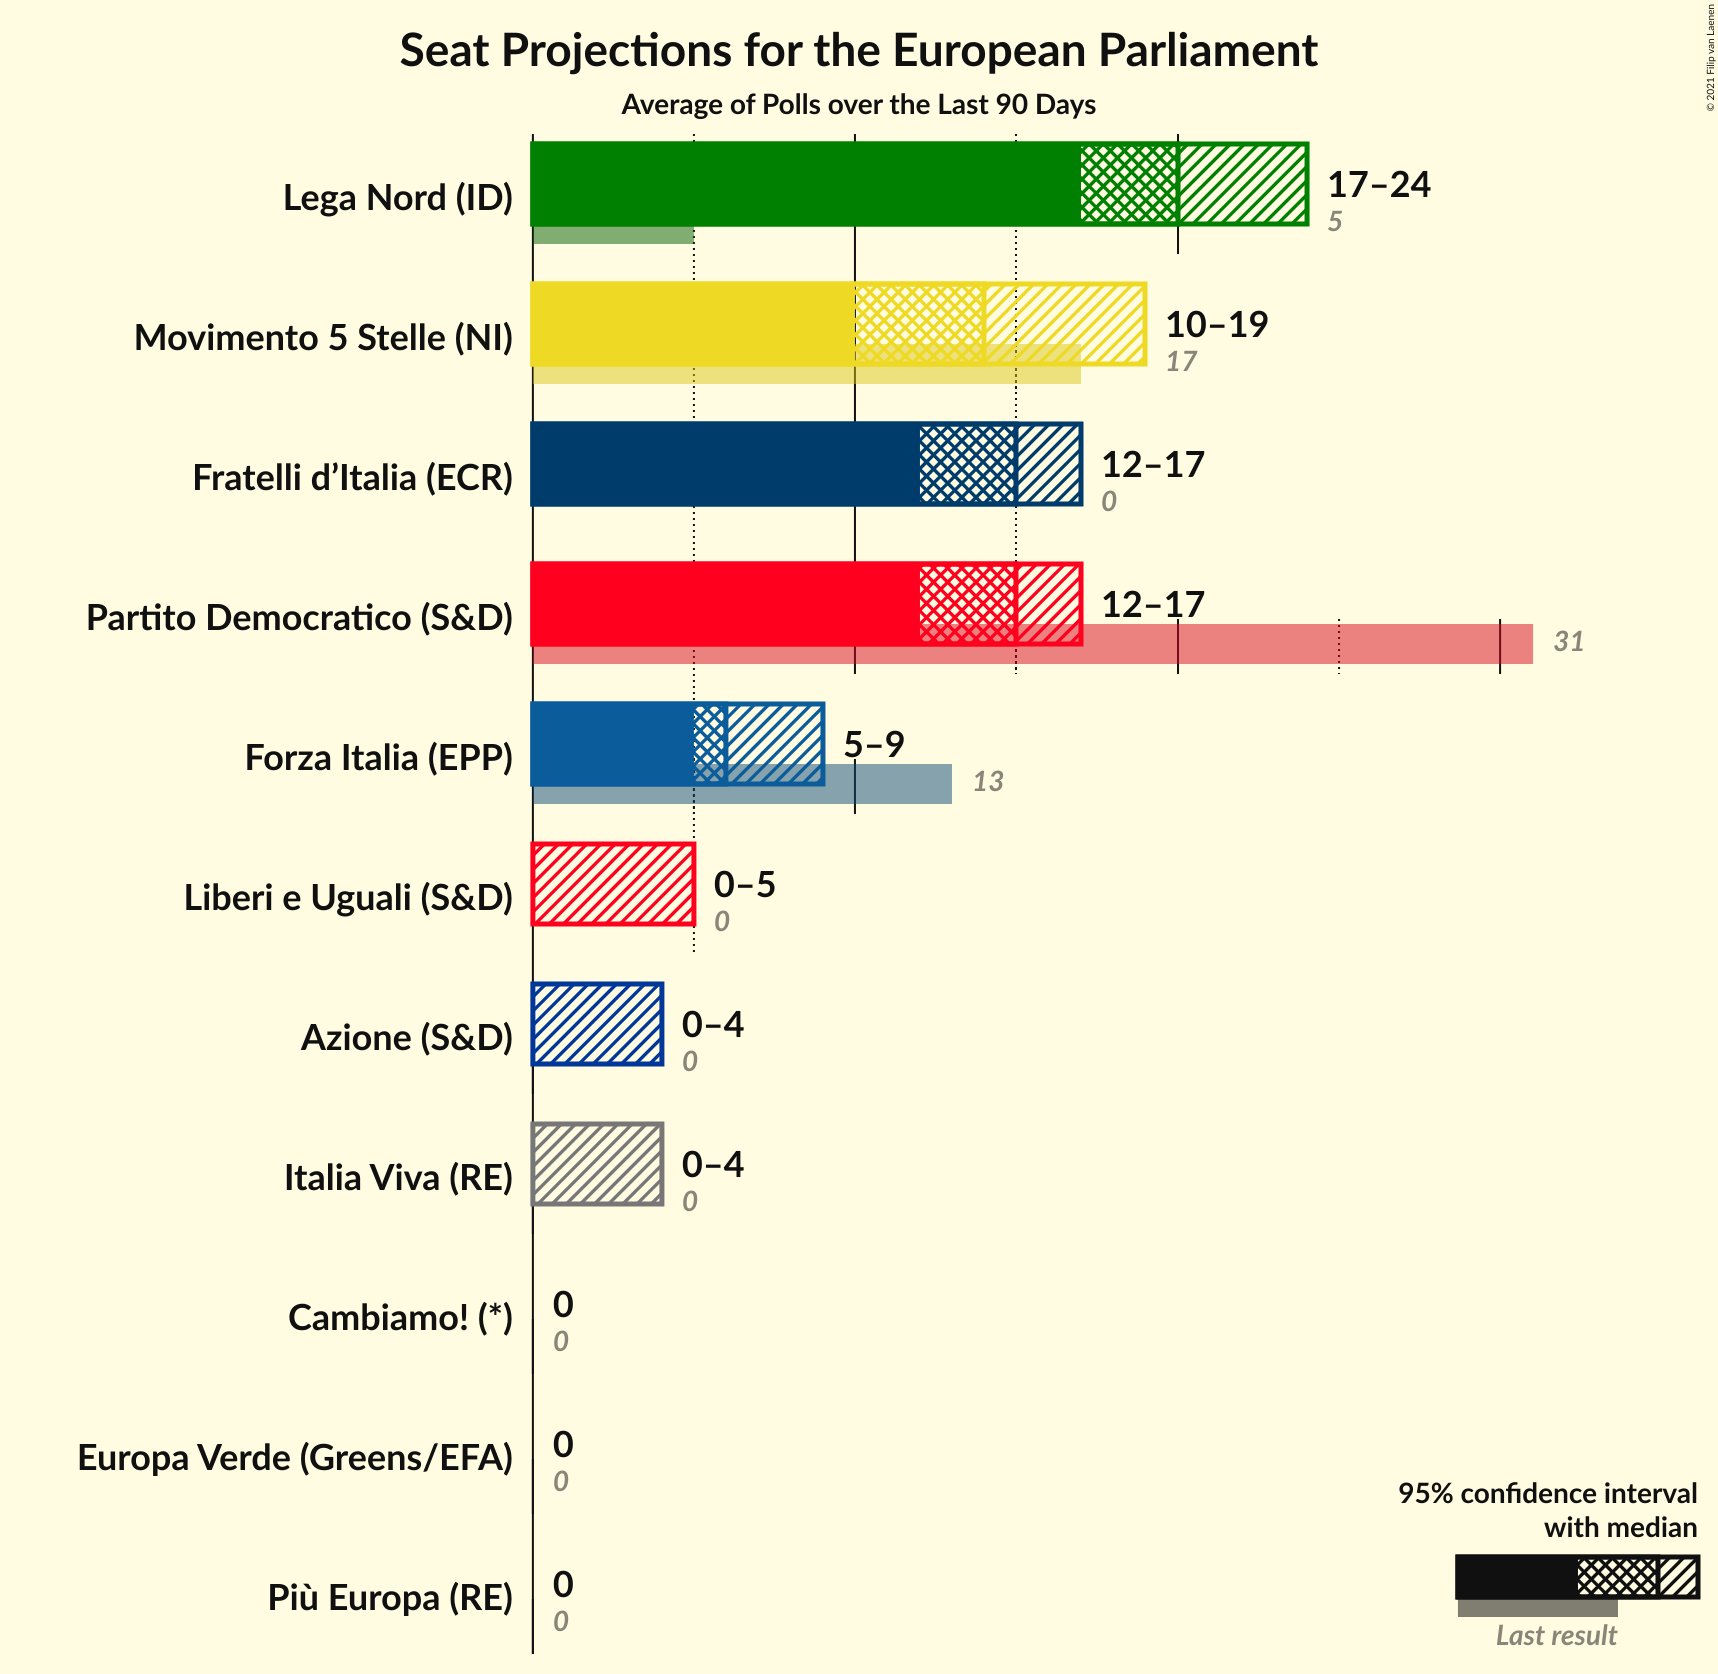 Seat Projections for the European Parliament
Average of Polls over the Last 90 Days
© 2021 Filip van Laenen
Lega Nord (ID)
17–24
5
Movimento 5 Stelle (NI)
10–19
17
Fratelli d’Italia (ECR)
12–17
0
Partito Democratico (S&D)
12–17
31
Forza Italia (EPP)
5–9
13
Liberi e Uguali (S&D)
0–5
0
Azione (S&D)
0–4
0
Italia Viva (RE)
0–4
0
Cambiamo! (*)
0
0
Europa Verde (Greens/EFA)
0
0
Più Europa (RE)
0
0
95% confidence interval
with median
Last result